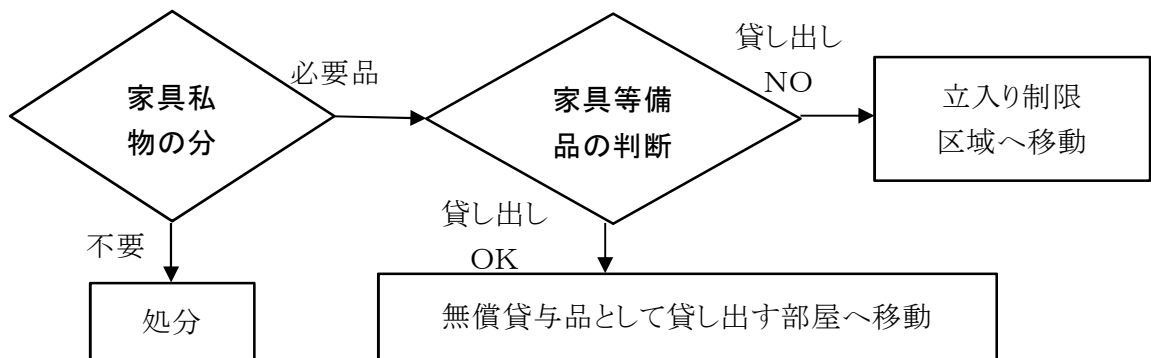 家具私
物の分
必要品
家具等備
品の判断
貸し出し
NO
立入り制限
区域へ移動
不要
処分
貸し出し
OK
無償貸与品として貸し出す部屋へ移動